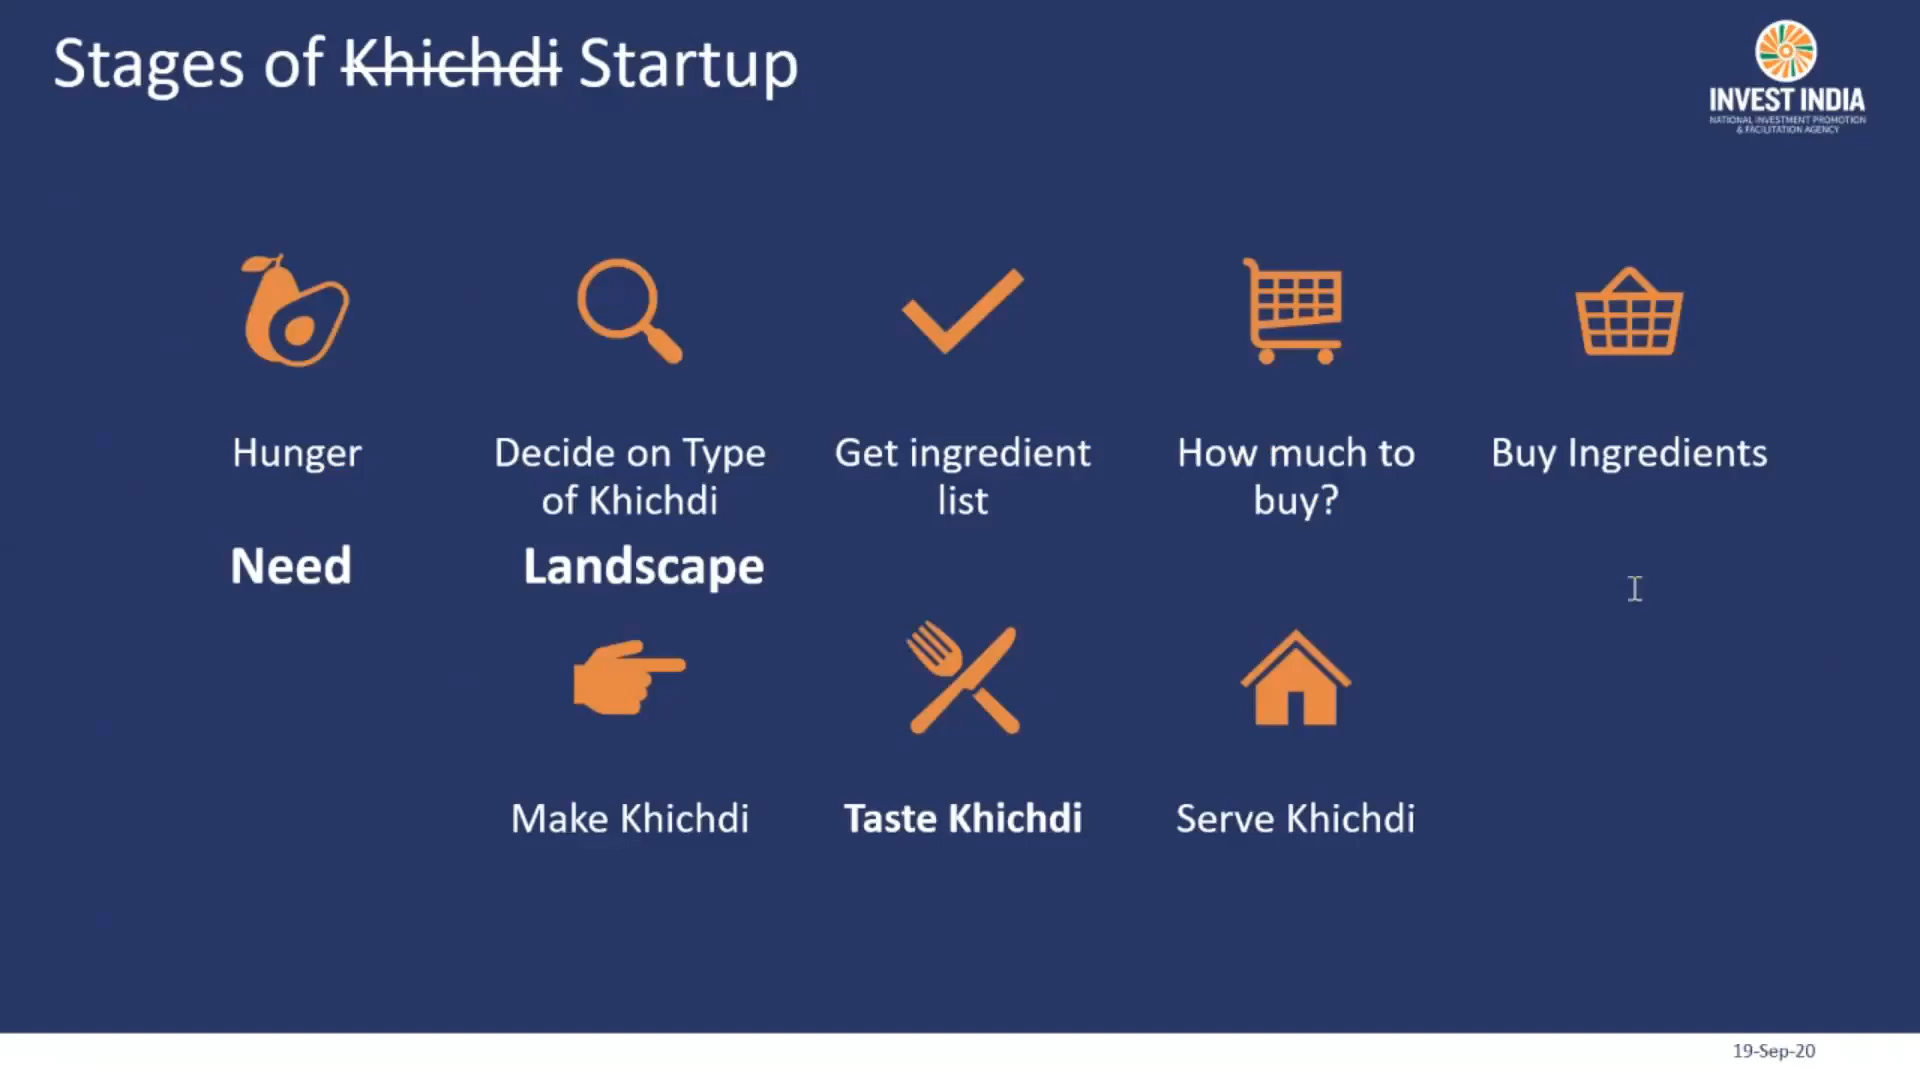 Stages of Khichdi Startup
INVEST INDIA
NATIONAL INVESTMENT PROMOTION
& FACILITATION AGENCY
Hunger
Decide on Type
of Khichdi
Get ingredient
list
How much to
buy?
Buy Ingredients
Need
Landscape
Make Khichdi
Taste Khichdi
Serve Khichdi
19-Sep-20